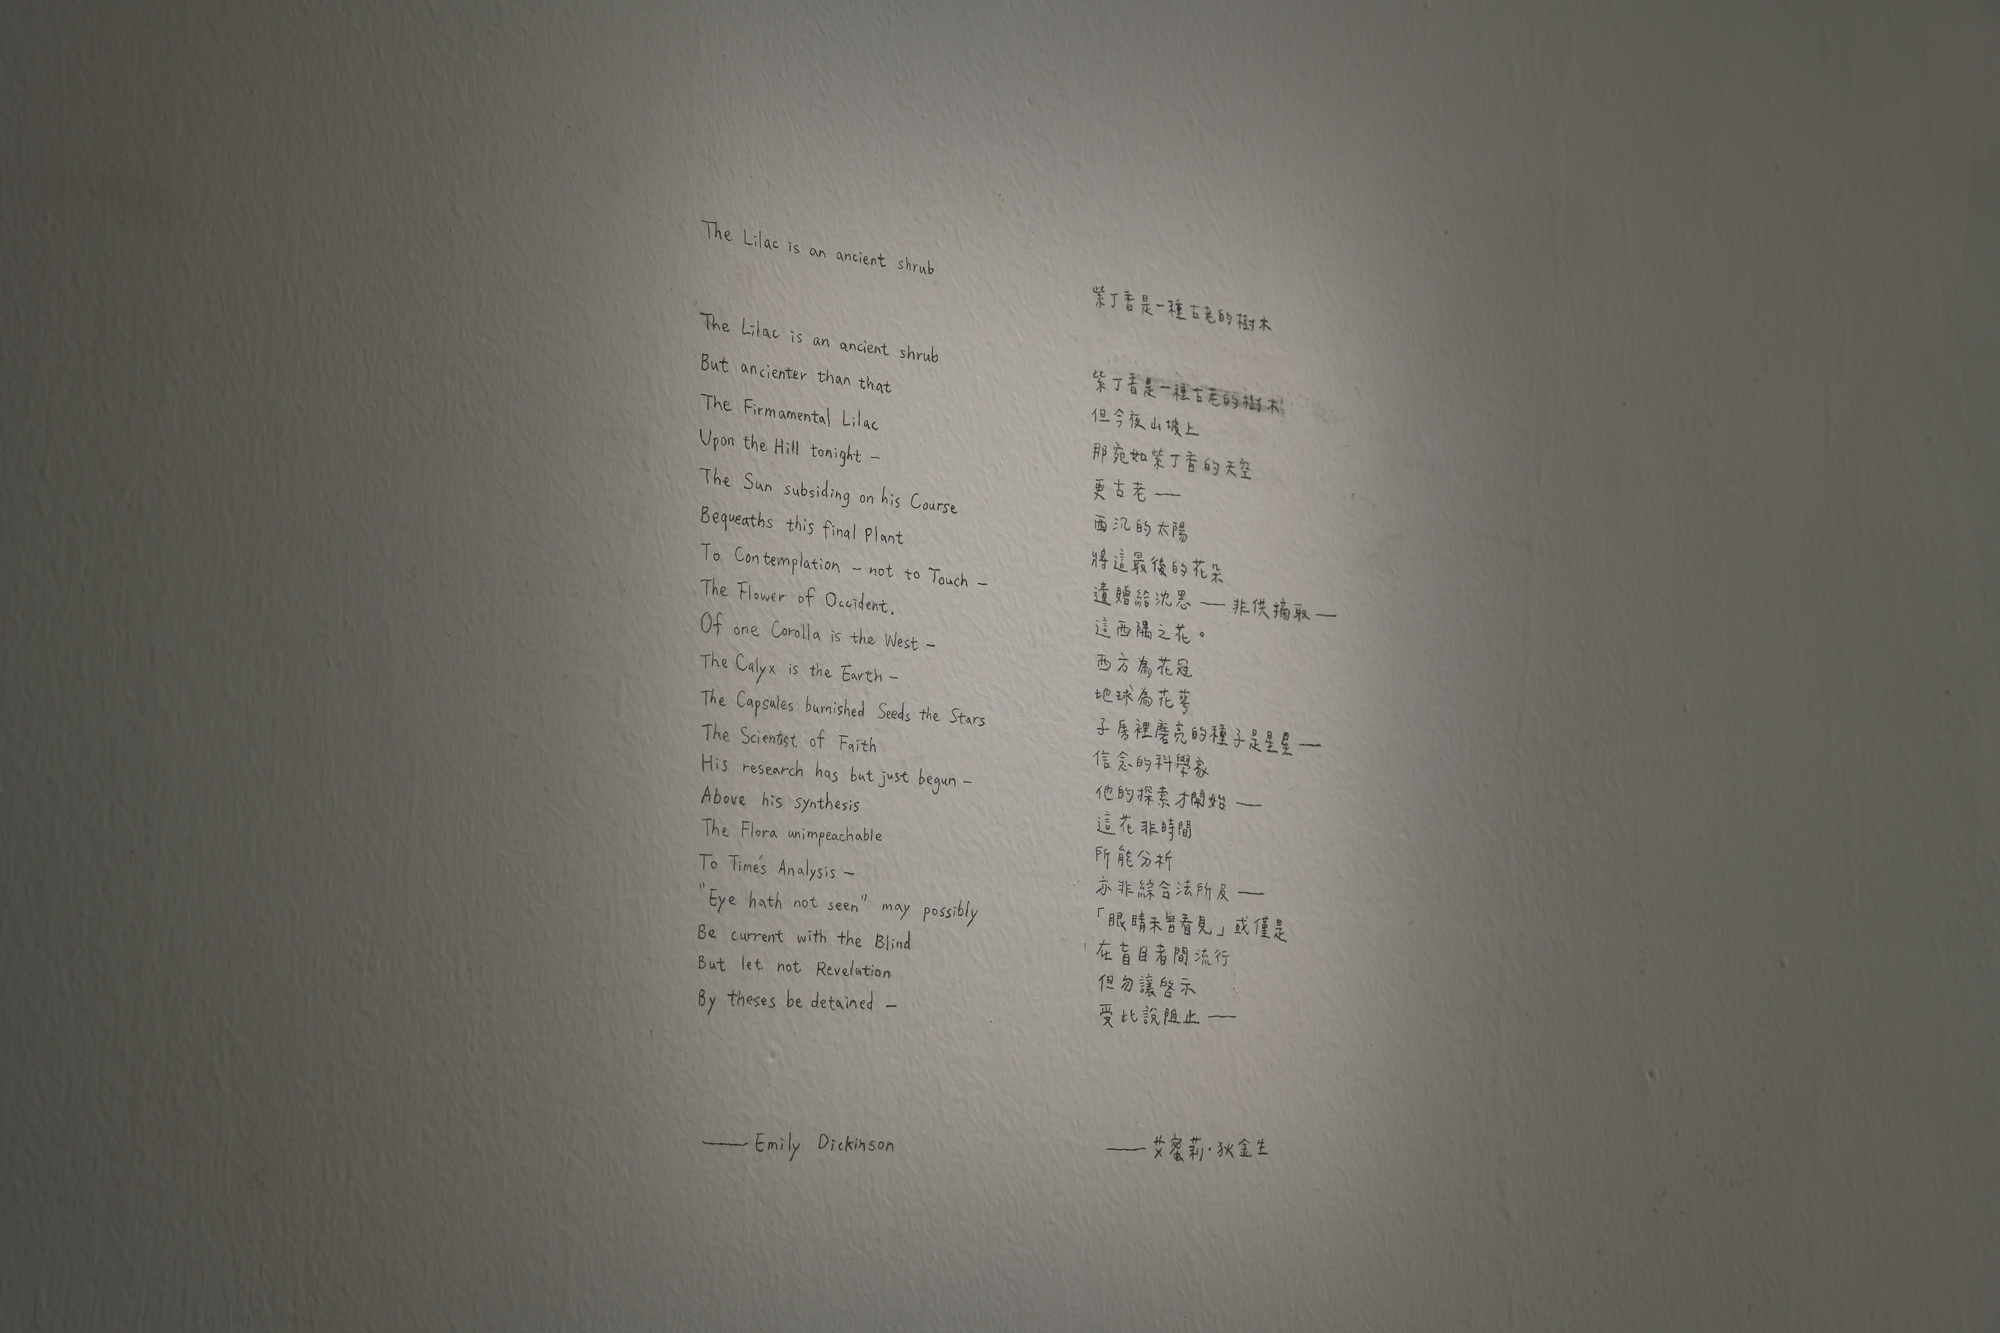 The Lilac is an ancient shrub
The Lilac is an ancient shrub
But ancienter than that
The Firmamental Lilac
Upon the Hill tonight –
The Sun subsiding on his Course
Bequeaths this final Plant
To Contemplation – not to Touch –
The Flower of Occident.
Of one Corolla is the West –
The Calyx is the Earth –
The Capsules burnished Seeds the Stars
The Scientist of Faith
His research has but just begun –
Above his synthesis
The Flora unimpeachable
To Time's Analysis –
"Eye hath not seen" may possibly
Be current with the Blind
But let not Revelation
By theses be detained –
—— Emily Dickinson
紫丁香是一種古老的樹木
紫丁香是一種古老的樹木
但今夜山坡上
那宛如紫丁香的天空
更古老 ——
西沉的太陽
將這最後的花朵
遺贈給沈思 —— 非供摘取 ——
這西隅之花。
西方為花冠
地球為花萼
子房裡磨亮的種子是星星 ——
信念的科學家
他的探索才開始 ——
這花非時間
所能分析
亦非綜合法所及 ——
「眼睛未曾看見」或僅是
在盲目者間流行
但勿讓啓示
受此說阻止 ——
—— 艾蜜莉·狄金生